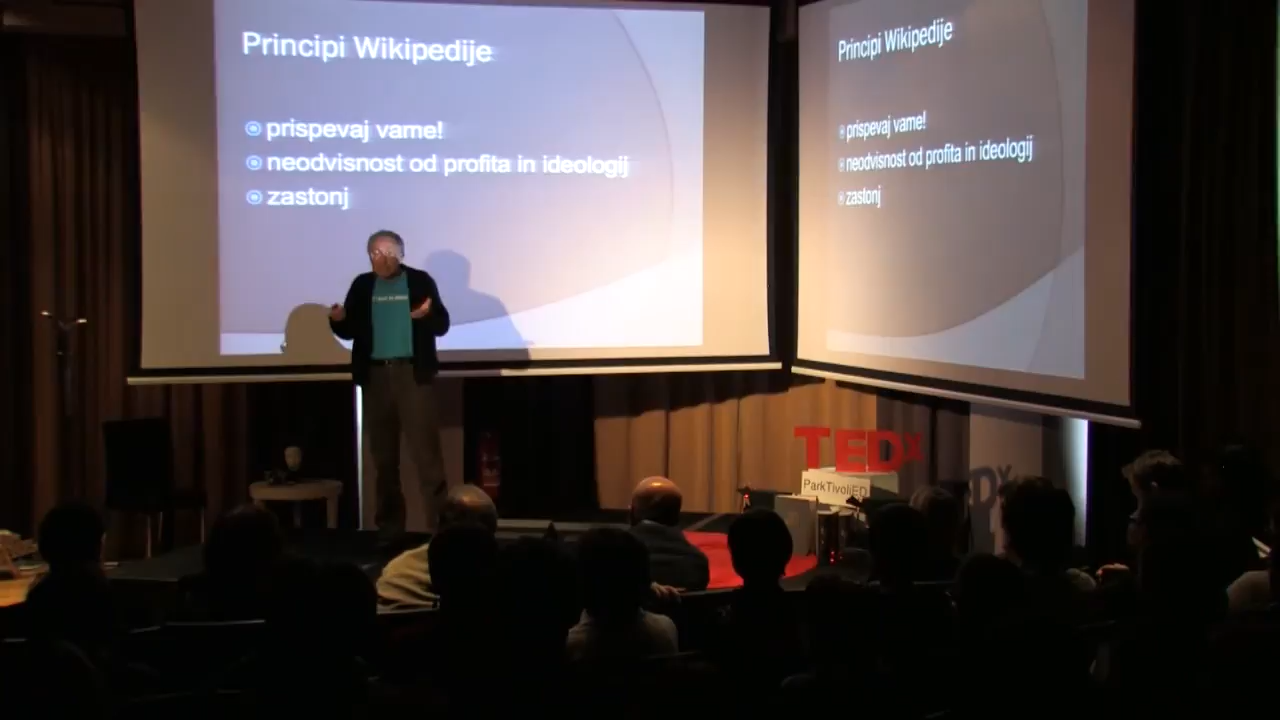 Principi Wikipedije
prispevaj vame!
neodvisnost od profita in ideologij
zastonj
Principi Wikipedije
prispevaj vame!
neodvisnost od profita in ideologij
zastonj
TEDx
ParkTivoliED